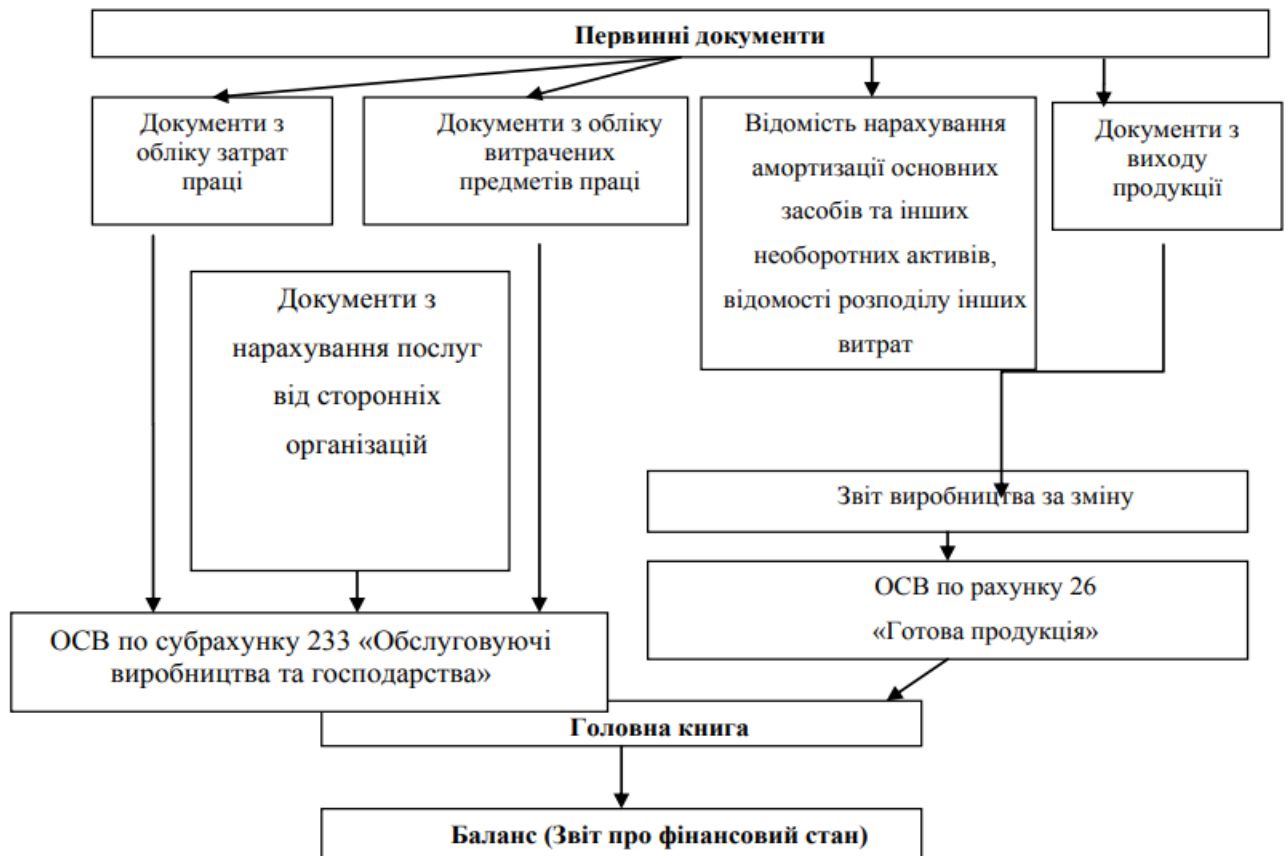 Первинні документи
Документи з
обліку затрат
праці
Документи з обліку
витрачених
предметів праці
Відомість нарахування
амортизації основних
засобів та інших
необоротних активів,
відомості розподілу інших
витрат
Документи з
виходу
продукції
Документи з
нарахування послуг
від сторонніх
організацій
Звіт виробництва за зміну
ОСВ по рахунку 26
«Готова продукція»
ОСВ по субрахунку 233 «Обслуговуючі
виробництва та господарства»
Головна книга
Баланс (Звіт про фінансовий стан)